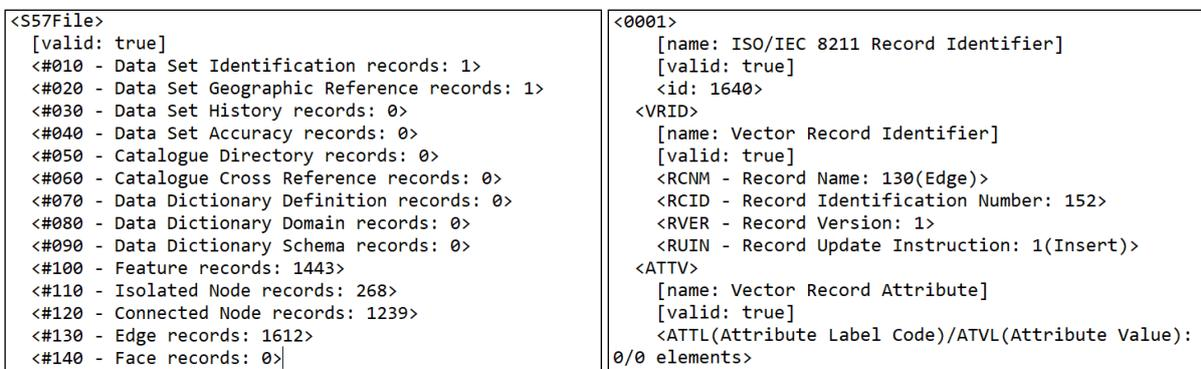 <S57File>
[valid: true]
<#010 - Data Set Identification records: 1>
<#020 - Data Set Geographic Reference records: 1>
<#030 - Data Set History records: 0>
<#040 - Data Set Accuracy records: 0>
<#050 - Catalogue Directory records: 0>
<#060 - Catalogue Cross Reference records: 0>
<#070 - Data Dictionary Definition records: 0>
<#080 - Data Dictionary Domain records: 0>
<#090 - Data Dictionary Schema records: 0>
<#100 - Feature records: 1443>
<#110 - Isolated Node records: 268>
<#120 - Connected Node records: 1239>
<#130 - Edge records: 1612>
<#140 - Face records: 0>
<0001>
[name: ISO/IEC 8211 Record Identifier]
[valid: true]
<id: 1640>
<VRID>
[name: Vector Record Identifier]
[valid: true]
<RCNM - Record Name: 130(Edge)>
<RCID - Record Identification Number: 152>
<RVER - Record Version: 1>
<RUIN - Record Update Instruction: 1(Insert)>
<ATTV>
[name: Vector Record Attribute]
[valid: true]
<ATTL(Attribute Label Code)/ATVL(Attribute Value):
0/0 elements>